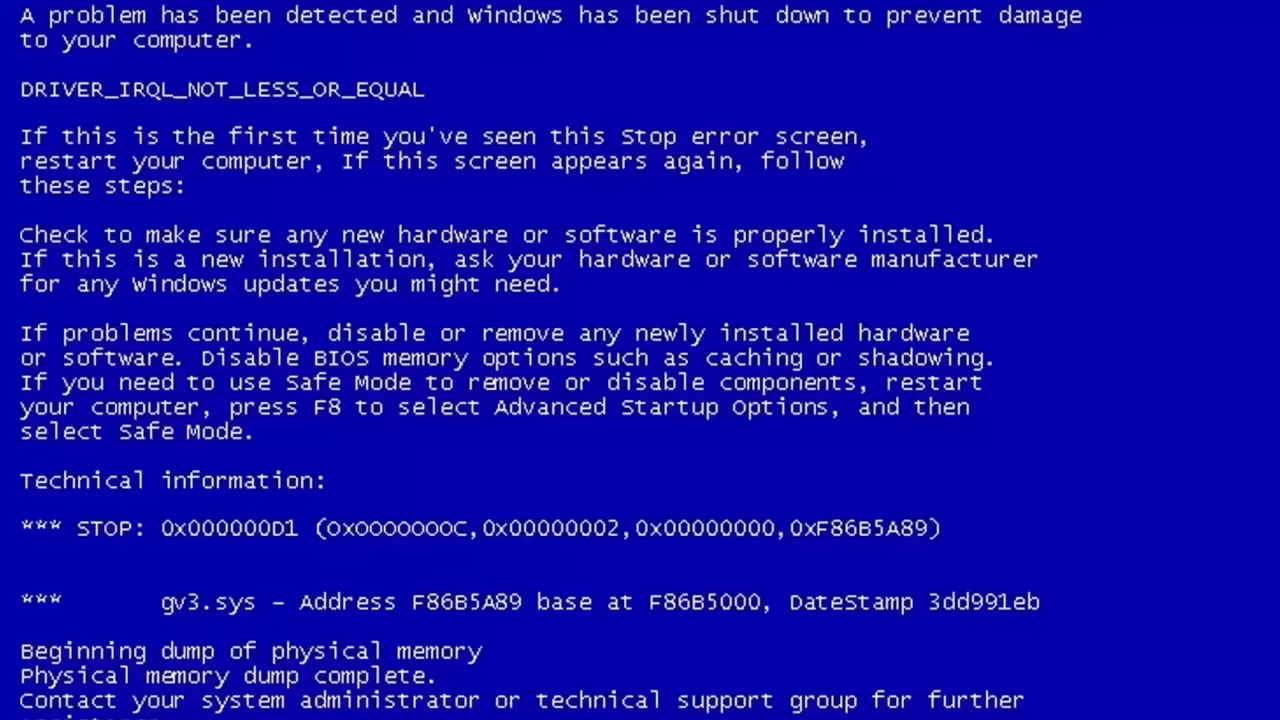 A problem has been detected and Windows has been shut down to prevent damage
to your computer.
DRIVER_IRQL_NOT_LESS_OR_EQUAL
If this is the first time you've seen this Stop error screen,
restart your computer, If this screen appears again, follow
these steps:
Check to make sure any new hardware or software is properly installed.
If this is a new installation, ask your hardware or software manufacturer
for any Windows updates you might need.
If problems continue, disable or remove any newly installed hardware
or software. Disable BIOS memory options such as caching or shadowing.
If you need to use Safe Mode to remove or disable components, restart
your computer, press F8 to select Advanced Startup Options, and then
select Safe Mode.
Technical information:
*** STOP: 0x000000D1 (0x0000000C,0x00000002,0x00000000,0xF86B5A89)
*** gv3.sys – Address F86B5A89 base at F86B5000, DateStamp 3dd991eb
Beginning dump of physical memory
Physical memory dump complete.
Contact your system administrator or technical support group for further